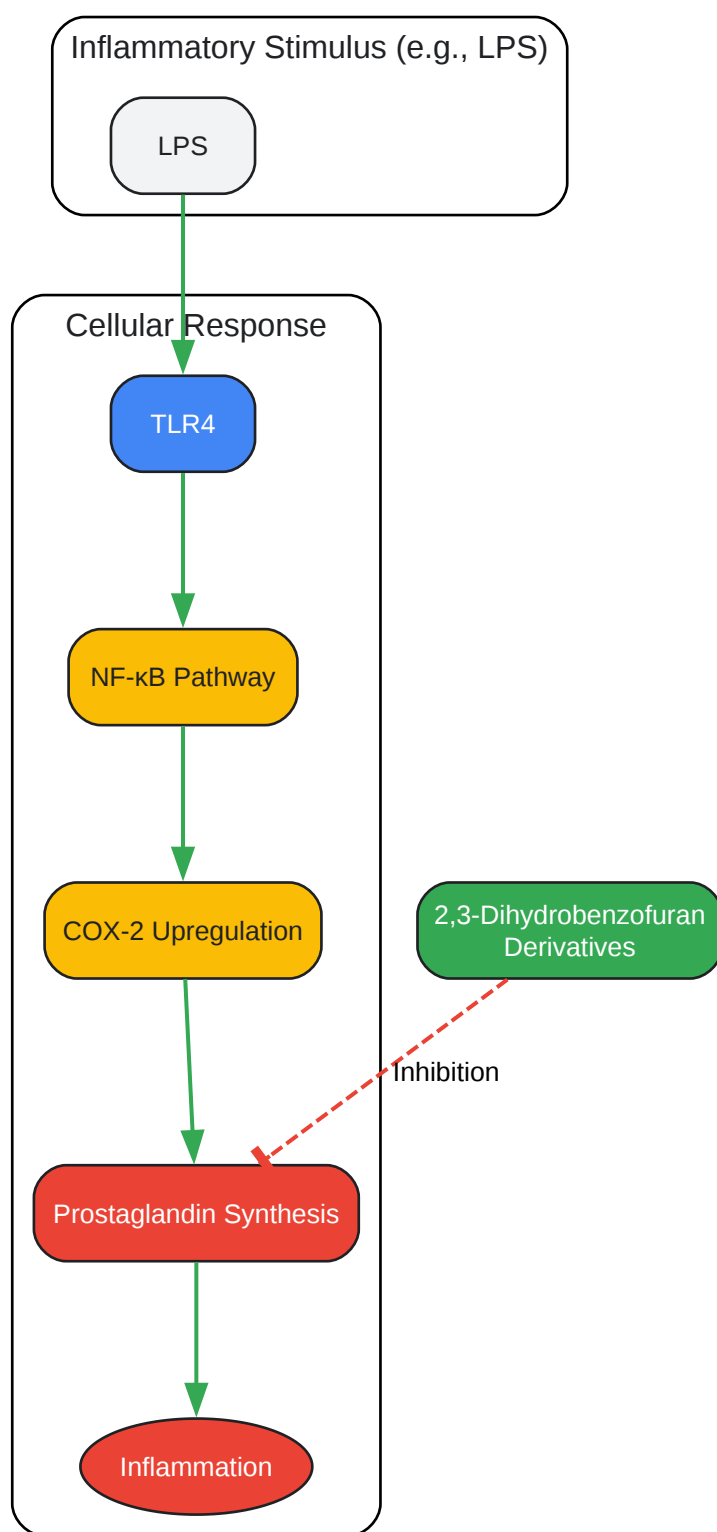 Inflammatory Stimulus (e.g., LPS)
LPS
Cellular Response
TLR4
NF-κB Pathway
COX-2 Upregulation
2,3-Dihydrobenzofuran
Derivatives
Inhibition
Prostaglandin Synthesis
Inflammation